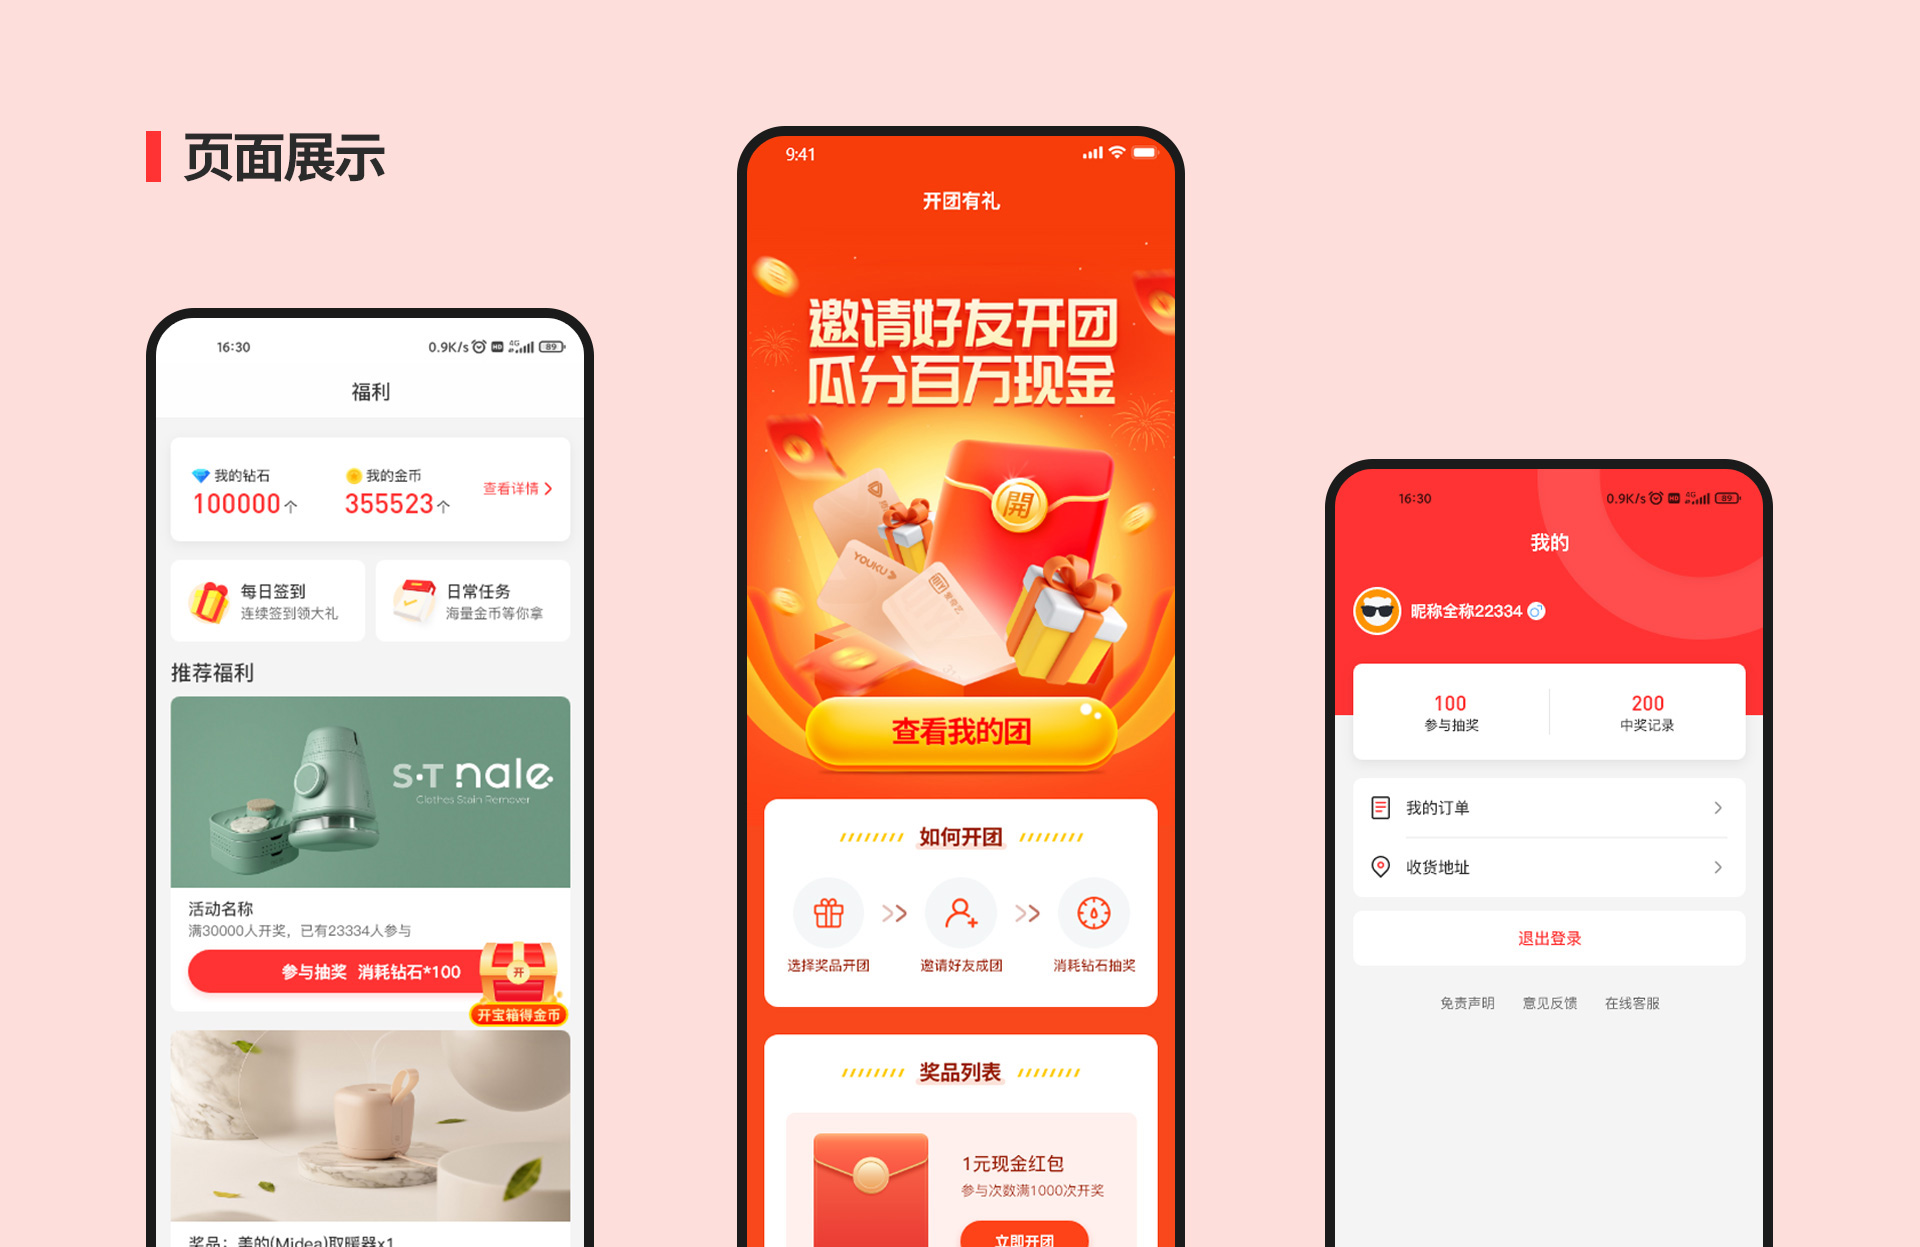 页面展示
16:30
0.9K/s HD 4G 89
福利
我的钻石
100000个
我的金币
355523个
查看详情
每日签到
连续签到领大礼
日常任务
海量金币等你拿
推荐福利
S·T nale
Clothes Stain Remover
活动名称
满30000人开奖，已有23334人参与
参与抽奖 消耗钻石*100
开
开宝箱得金币
奖品：美的(Midea)取暖器x1
9:41
开团有礼
邀请好友开团
瓜分百万现金
開
YOUKU
爱奇艺
查看我的团
如何开团
选择奖品开团
邀请好友成团
消耗钻石抽奖
奖品列表
1元现金红包
参与次数满1000次开奖
立即开团
16:30
0.9K/s HD 4G 89
我的
昵称全称22334
100
参与抽奖
200
中奖记录
我的订单
收货地址
退出登录
免责声明 意见反馈 在线客服